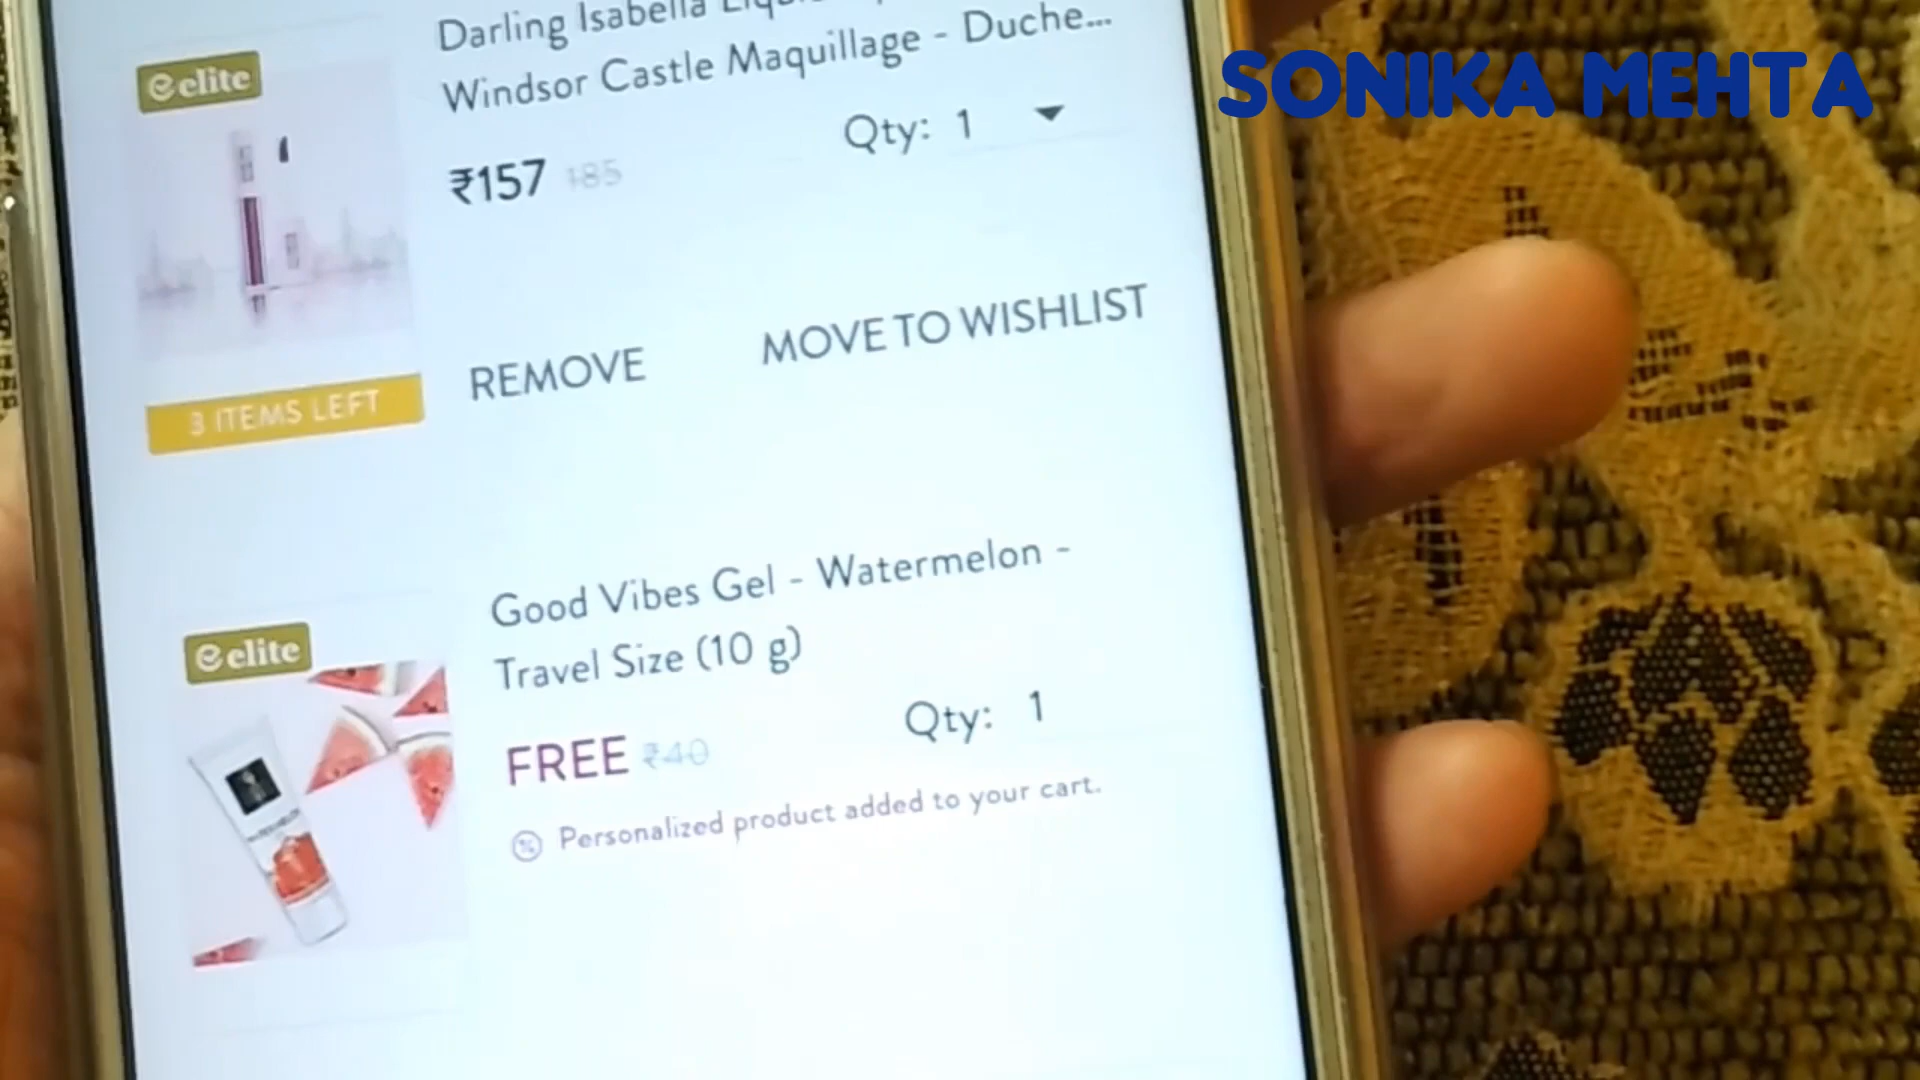 Darling Isabella
elite
Windsor Castle Maquillage - Duche...
Qty: 1
₹157 185
REMOVE
MOVE TO WISHLIST
3 ITEMS LEFT
Good Vibes Gel - Watermelon -
elite
Travel Size (10 g)
Qty: 1
FREE ₹40
Personalized product added to your cart.
SONIKA MEHTA